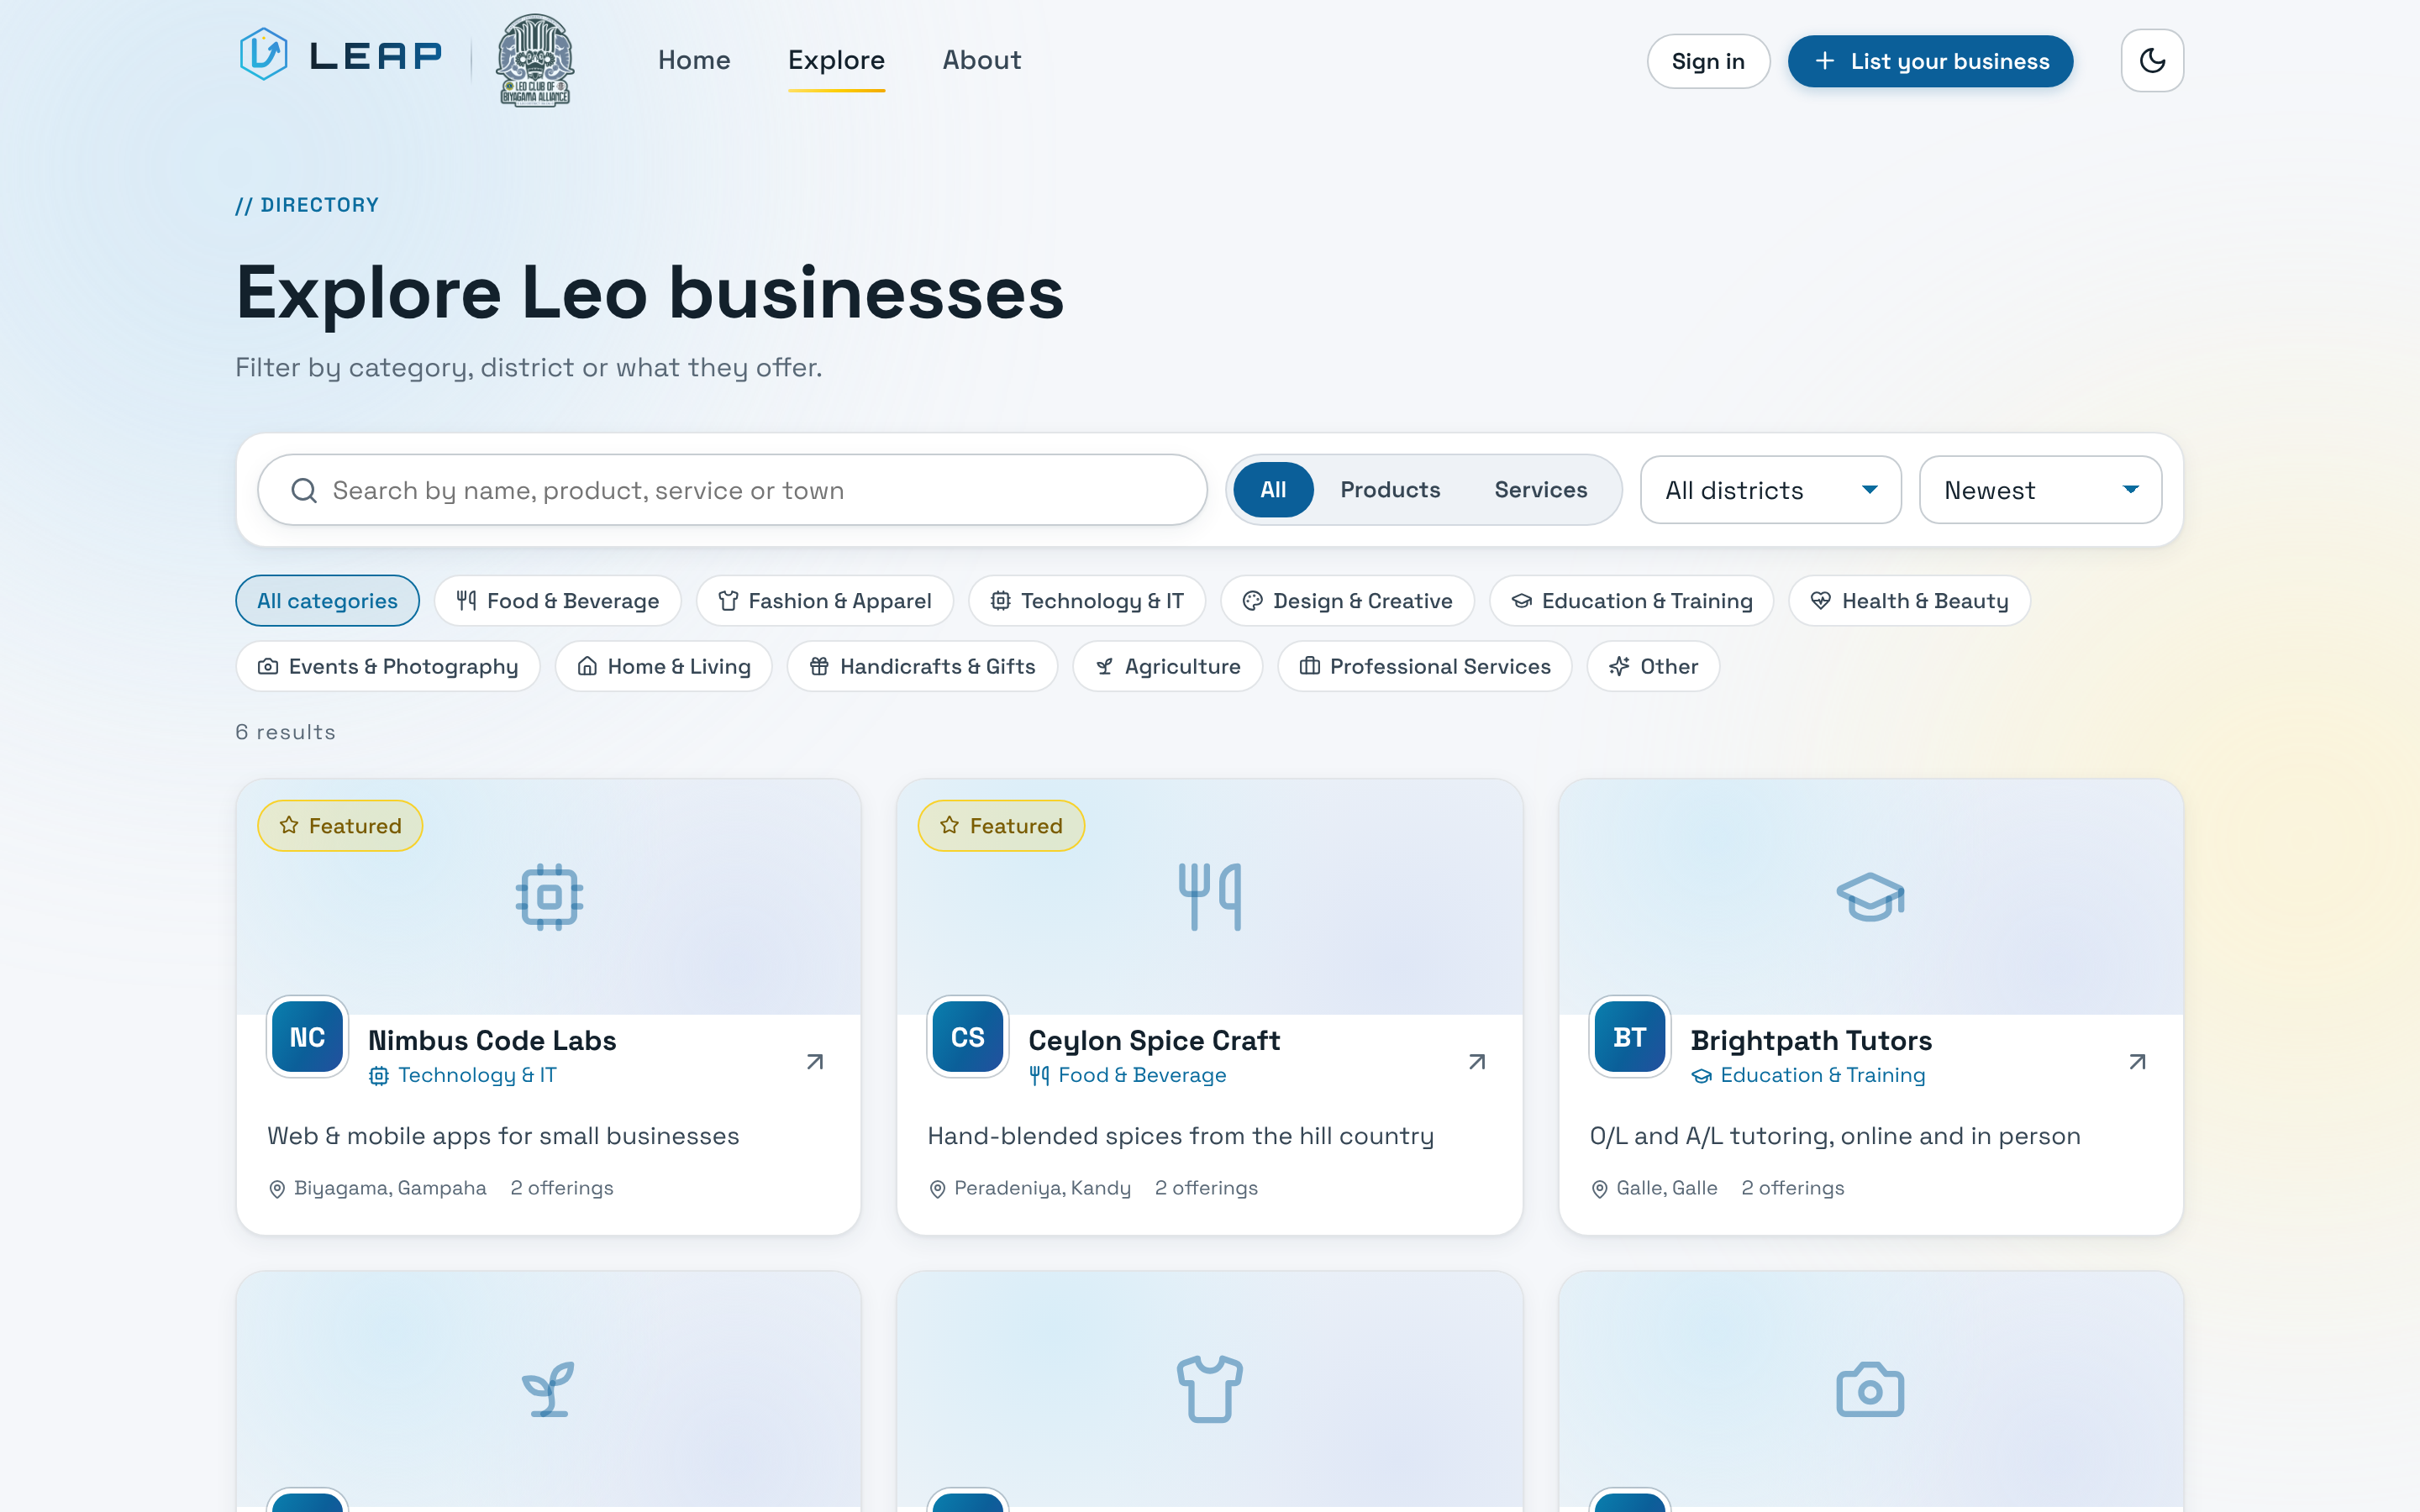 LEAP
LEO CLUB OF
BIYAGAMA ALLIANCE
Home
Explore
About
Sign in
List your business
// DIRECTORY
Explore Leo businesses
Filter by category, district or what they offer.
Search by name, product, service or town
All
Products
Services
All districts
Newest
All categories
Food & Beverage
Fashion & Apparel
Technology & IT
Design & Creative
Education & Training
Health & Beauty
Events & Photography
Home & Living
Handicrafts & Gifts
Agriculture
Professional Services
Other
6 results
Featured
NC
Nimbus Code Labs
Technology & IT
Web & mobile apps for small businesses
Biyagama, Gampaha 2 offerings
Featured
CS
Ceylon Spice Craft
Food & Beverage
Hand-blended spices from the hill country
Peradeniya, Kandy 2 offerings
BT
Brightpath Tutors
Education & Training
O/L and A/L tutoring, online and in person
Galle, Galle 2 offerings